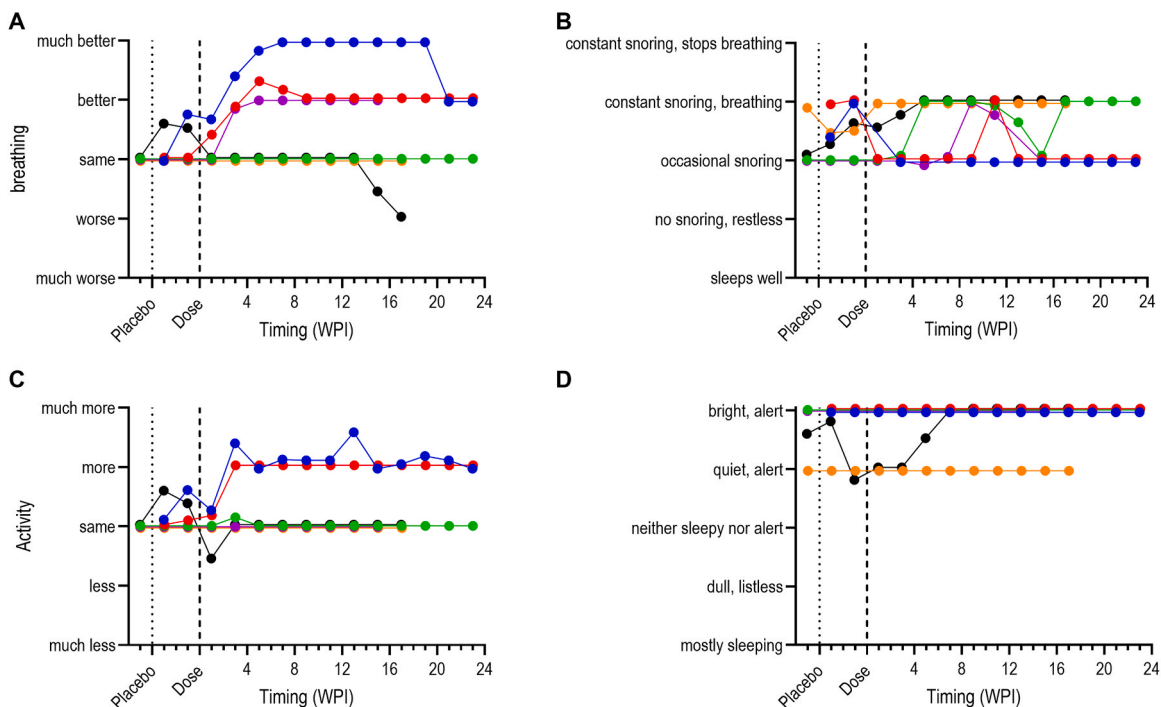 A
much better
better
same
worse
much worse
breathing
Placebo
Dose
4 8 12 16 20 24
Timing (WPI)
B
constant snoring, stops breathing
constant snoring, breathing
occasional snoring
no snoring, restless
sleeps well
Placebo
Dose
4 8 12 16 20 24
Timing (WPI)
C
much more
more
same
less
much less
Activity
Placebo
Dose
4 8 12 16 20 24
Timing (WPI)
D
bright, alert
quiet, alert
neither sleepy nor alert
dull, listless
mostly sleeping
Placebo
Dose
4 8 12 16 20 24
Timing (WPI)